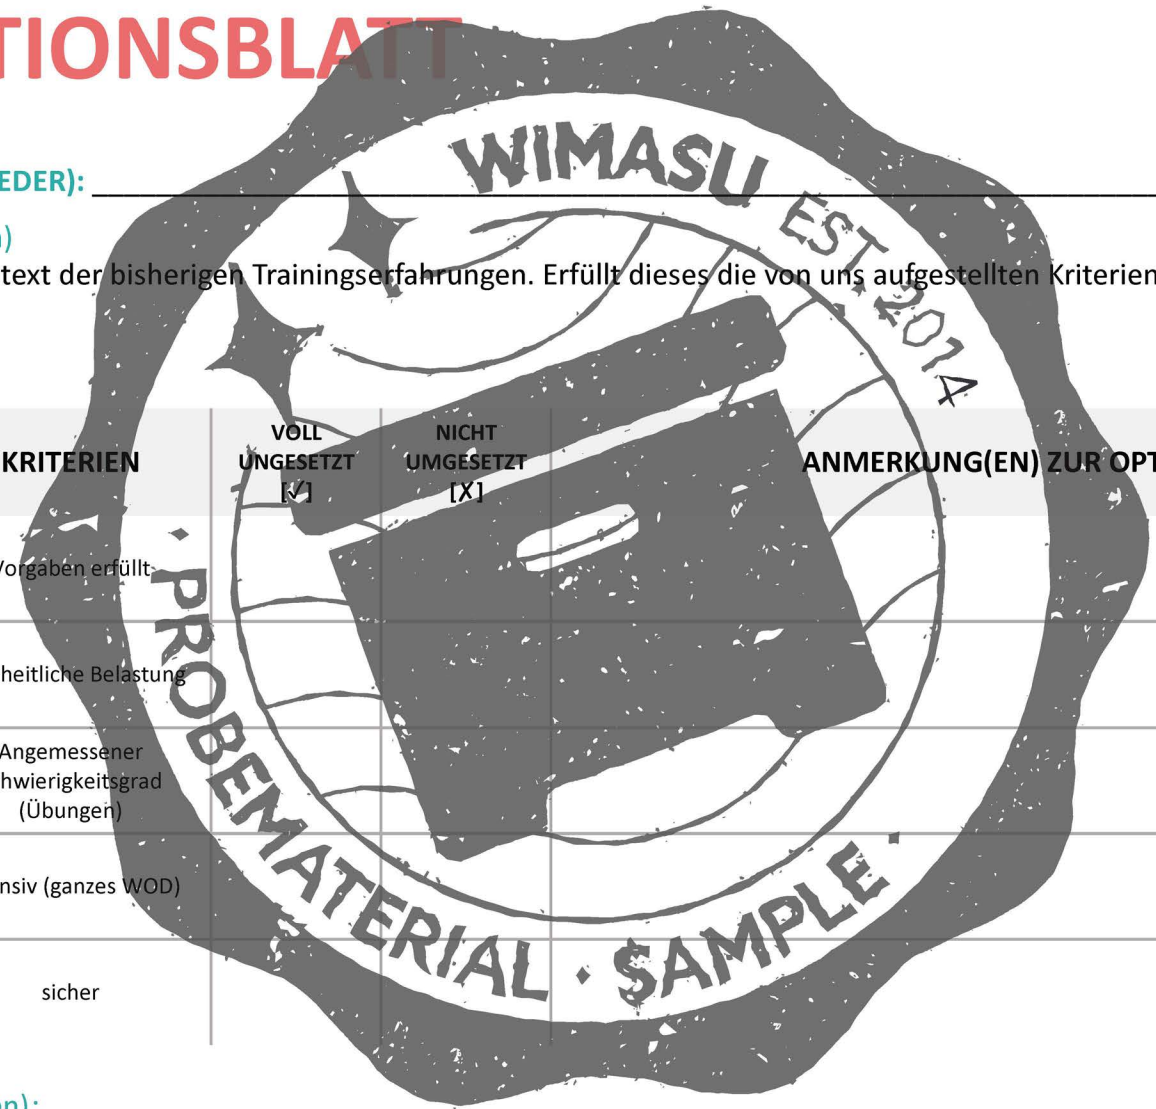 TIONSBLATT
EDER):
)
text der bisherigen Trainingserfahrungen. Erfüllt dieses die von uns aufgestellten Kriterien
KRITERIEN
VOLL
UNGESETZT
[✓]
NICHT
UMGESETZT
[X]
ANMERKUNG(EN) ZUR OPT
Vorgaben erfüllt
heitliche Belastung
Angemessener
hwierigkeitsgrad
(Übungen)
nsiv (ganzes WOD)
sicher
n):
WIMASU EST. 2014
PROBEMATERIAL · SAMPLE